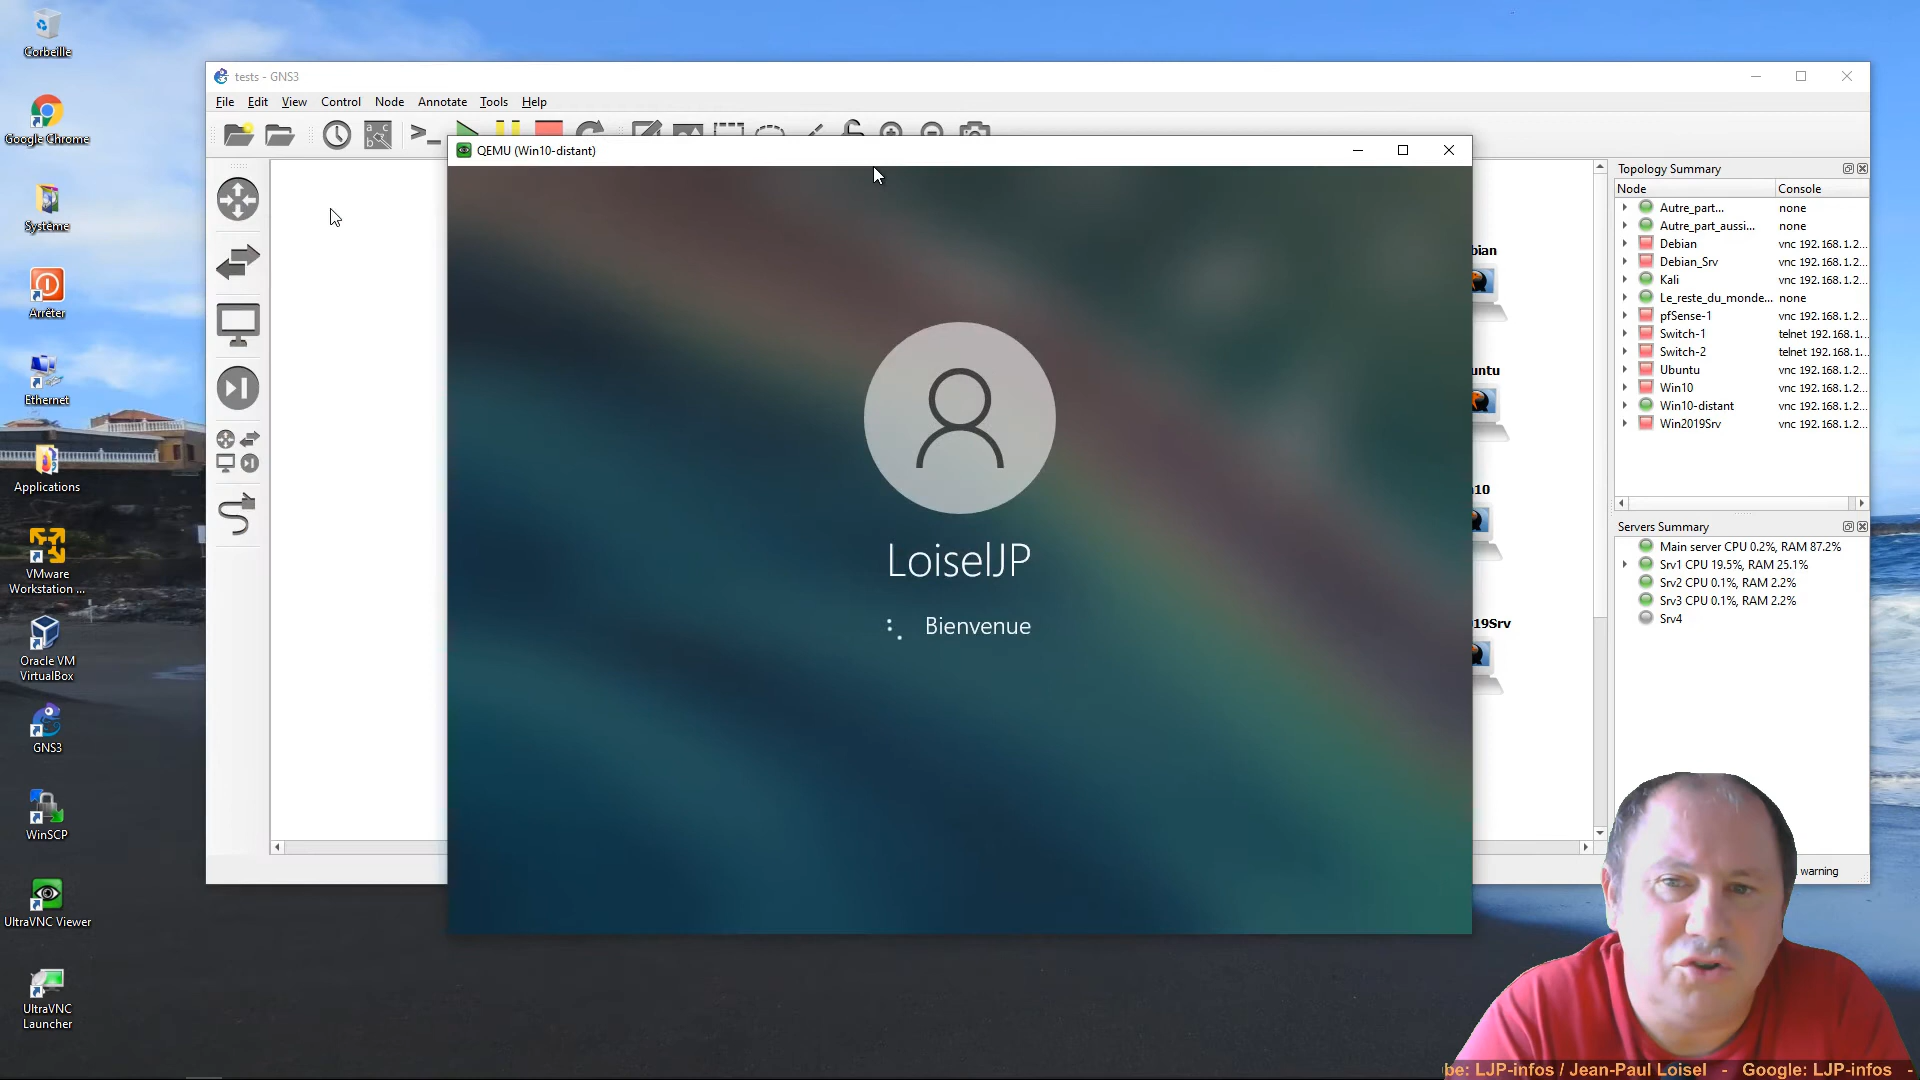 Corbeille
Google Chrome
Système
Arrêter
Ethernet
Applications
VMware
Workstation ...
Oracle VM
VirtualBox
GNS3
WinSCP
UltraVNC Viewer
UltraVNC
Launcher
tests - GNS3
File Edit View Control Node Annotate Tools Help
QEMU (Win10-distant)
LoiselJP
Bienvenue
bian
untu
10
19Srv
Topology Summary
Node Console
Autre_part... none
Autre_part_aussi... none
Debian vnc 192.168.1.2...
Debian_Srv vnc 192.168.1.2...
Kali vnc 192.168.1.2...
Le_reste_du_monde... none
pfSense-1 vnc 192.168.1.2...
Switch-1 telnet 192.168.1...
Switch-2 telnet 192.168.1...
Ubuntu vnc 192.168.1.2...
Win10 vnc 192.168.1.2...
Win10-distant vnc 192.168.1.2...
Win2019Srv vnc 192.168.1.2...
Servers Summary
Main server CPU 0.2%, RAM 87.2%
Srv1 CPU 19.5%, RAM 25.1%
Srv2 CPU 0.1%, RAM 2.2%
Srv3 CPU 0.1%, RAM 2.2%
Srv4
warning
be: LJP-infos / Jean-Paul Loisel - Google: LJP-infos -